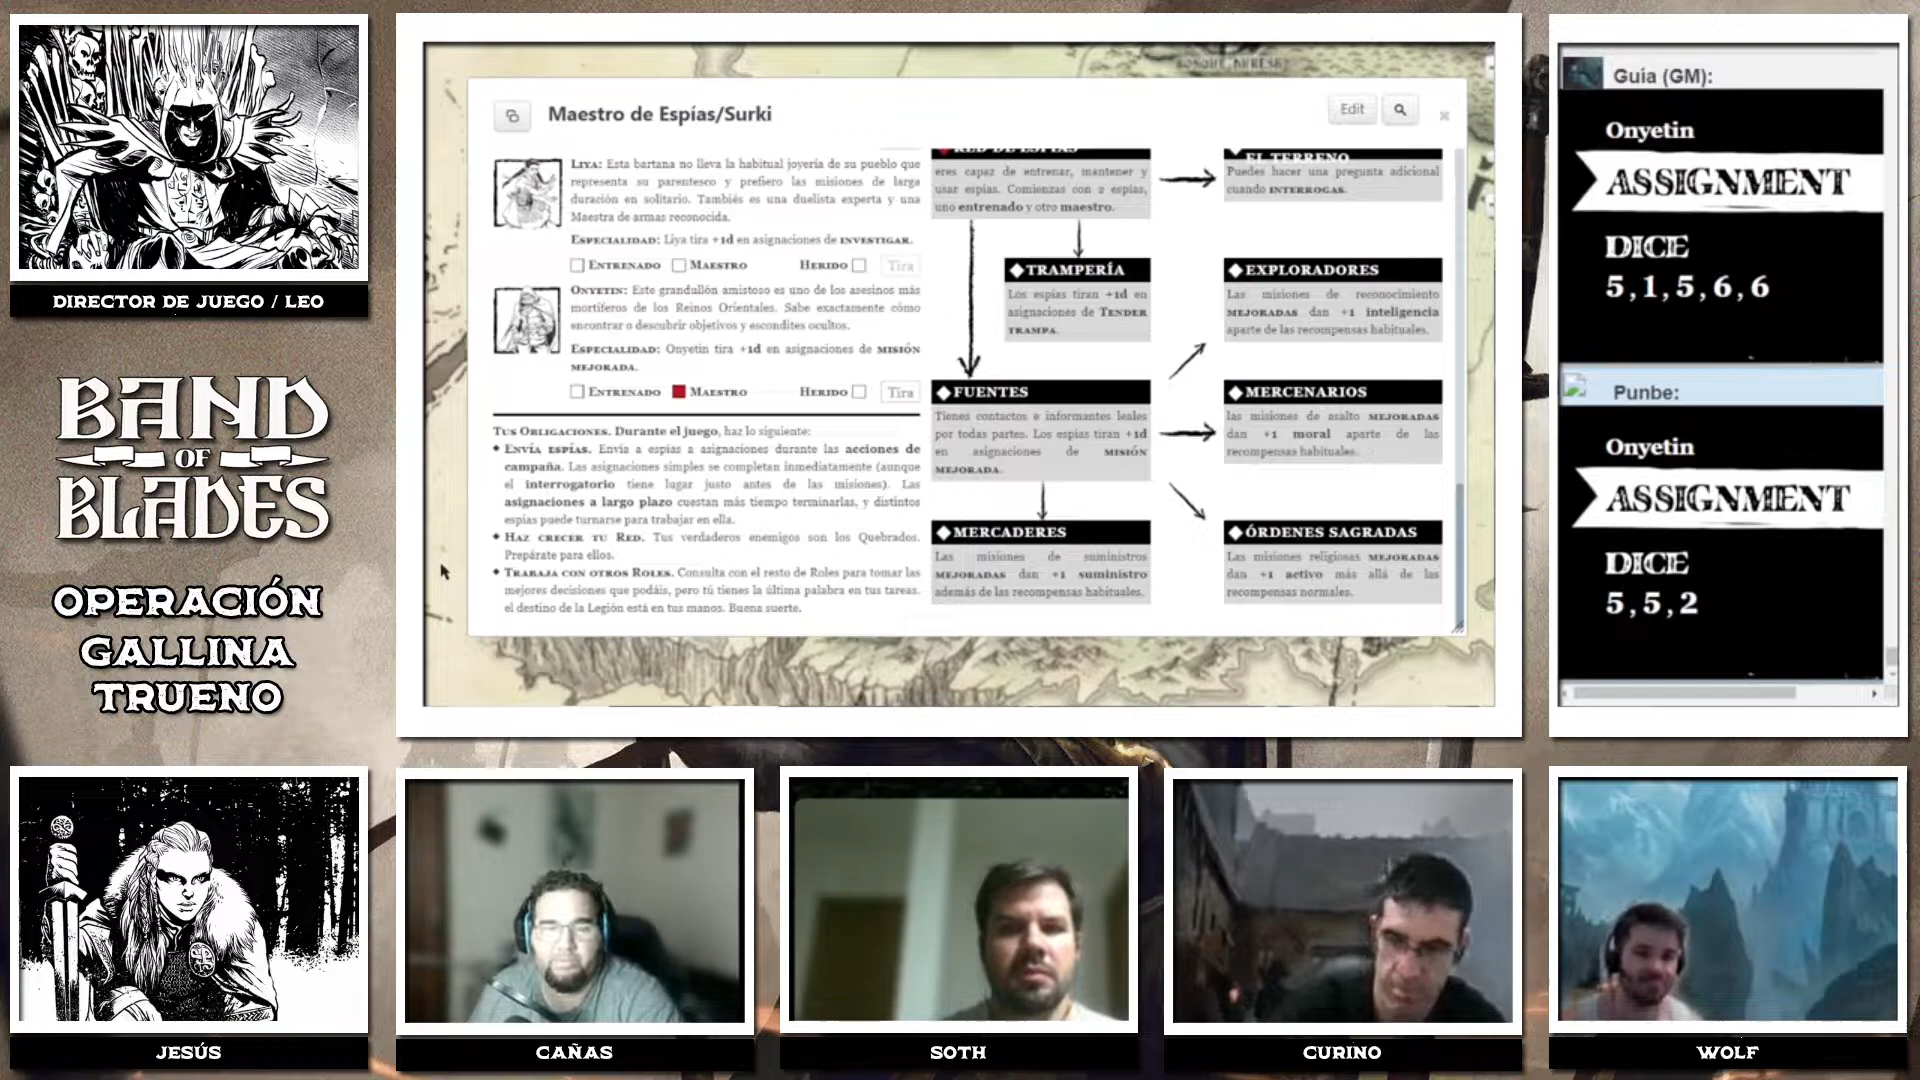 DIRECTOR DE JUEGO / LEO
BAND
OF
BLADES
OPERACIÓN
GALLINA
TRUENO
Maestro de Espías/Surki
Edit
LIYA: Esta bartana no lleva la habitual joyería de su pueblo que
representa su parentesco y prefiero las misiones de larga
duración en solitario. Tambiés es una duelista experta y una
Maestra de armas reconocida.
ESPECIALIDAD: Liya tira +1d en asignaciones de INVESTIGAR.
ENTRENADO MAESTRO HERIDO Tira
ONYETIN: Este grandullón amistoso es uno de los asesinos más
mortíferos de los Reinos Orientales. Sabe exactamente cómo
encontrar o descubrir objetivos y escondites ocultos.
ESPECIALIDAD: Onyetin tira +1d en asignaciones de MISIÓN
MEJORADA.
ENTRENADO MAESTRO HERIDO Tira
TUS OBLIGACIONES. Durante el juego, haz lo siguiente:
ENVÍA ESPÍAS. Envía a espías a asignaciones durante las acciones de
campaña. Las asignaciones simples se completan inmediatamente (aunque
el interrogatorio tiene lugar justo antes de las misiones). Las
asignaciones a largo plazo cuestan más tiempo terminarlas, y distintos
espías puede turnarse para trabajar en ella.
HAZ CRECER TU RED. Tus verdaderos enemigos son los Quebrados.
Prepárate para ellos.
TRABAJA CON OTROS ROLES. Consulta con el resto de Roles para tomar las
mejores decisiones que podáis, pero tú tienes la última palabra en tus tareas.
el destino de la Legión está en tus manos. Buena suerte.
RED DE ESPÍAS
eres capaz de entrenar, mantener y
usar espías. Comienzas con 2 espías,
uno entrenado y otro maestro.
EL TERRENO
Puedes hacer una pregunta adicional
cuando INTERROGAS.
TRAMPERÍA
Los espías tiran +1d en
asignaciones de TENDER
TRAMPA.
EXPLORADORES
Las misiones de reconocimiento
MEJORADAS dan +1 inteligencia
aparte de las recompensas habituales.
FUENTES
Tienes contactos e informantes leales
por todas partes. Los espías tiran +1d
en asignaciones de MISIÓN
MEJORADA.
MERCENARIOS
las misiones de asalto MEJORADAS
dan +1 moral aparte de las
recompensas habituales.
MERCADERES
Las misiones de suministros
MEJORADAS dan +1 suministro
además de las recompensas habituales.
ÓRDENES SAGRADAS
Las misiones religiosas MEJORADAS
dan +1 activo más allá de las
recompensas normales.
Guía (GM):
Onyetin
ASSIGNMENT
DICE
5,1,5,6,6
Punbe:
Onyetin
ASSIGNMENT
DICE
5,5,2
JESÚS
CAÑAS
SOTH
CURINO
WOLF